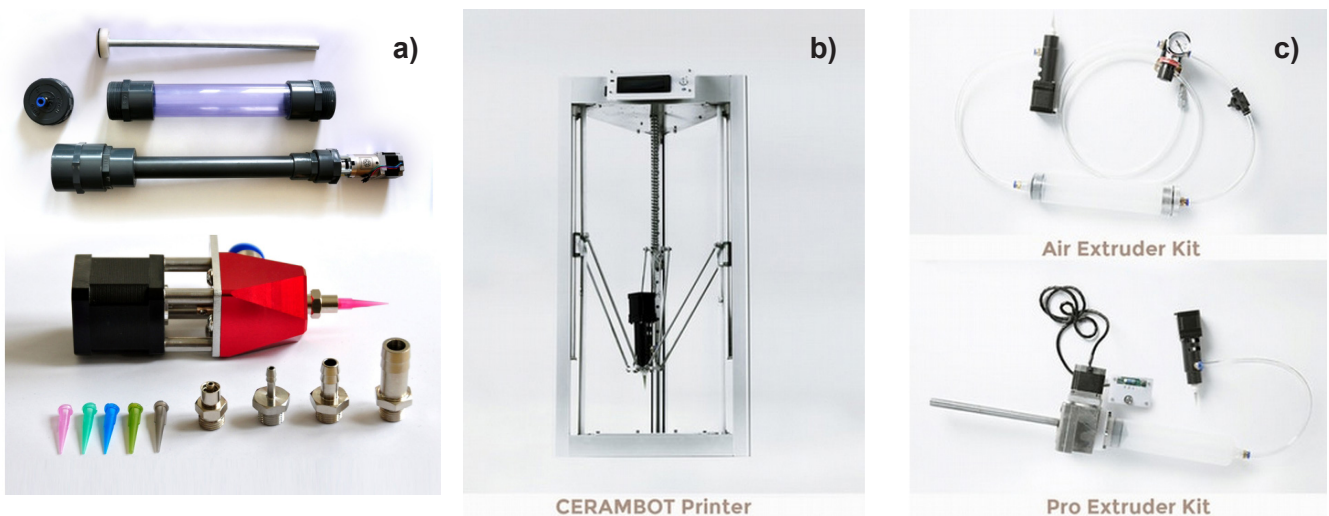 a)
b)
CERAMBOT Printer
c)
Air Extruder Kit
Pro Extruder Kit